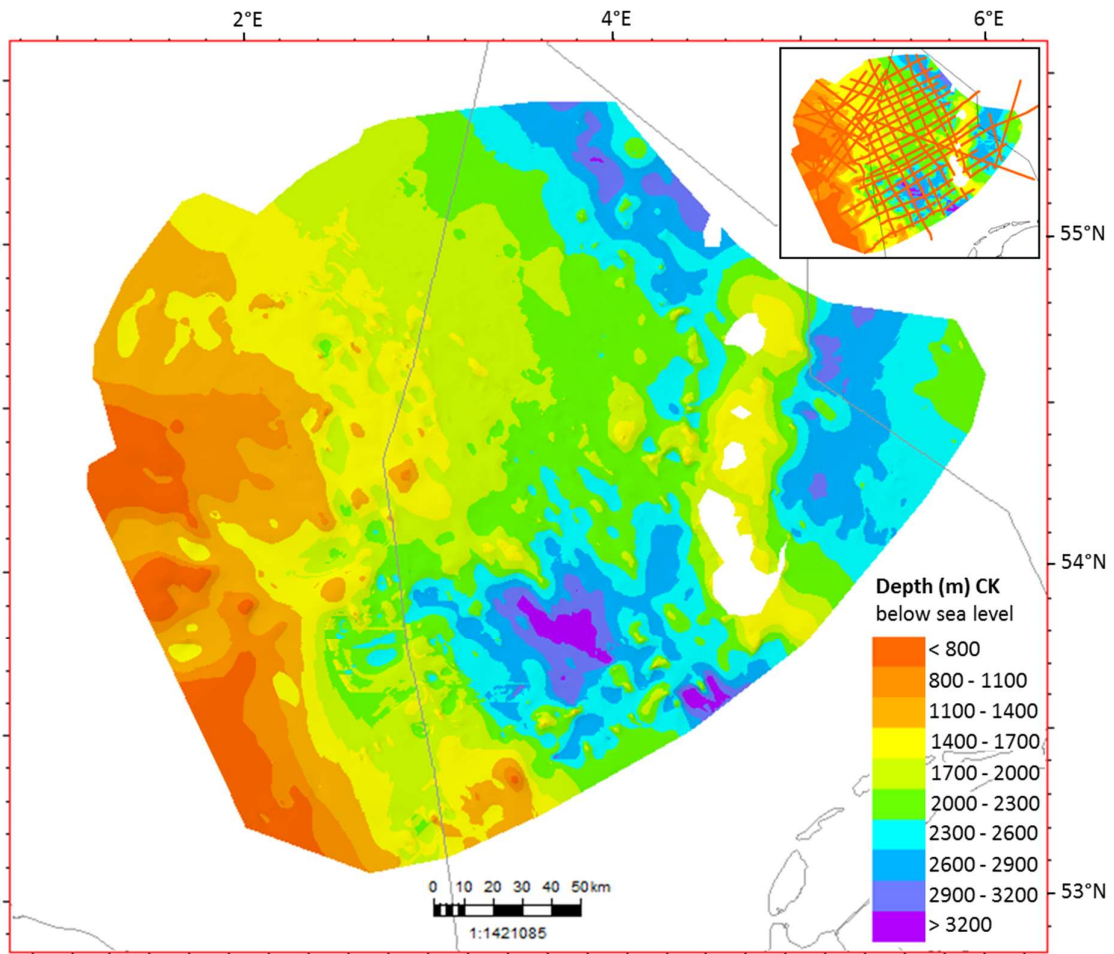 2°E 4°E 6°E
55°N
54°N
Depth (m) CK
below sea level
< 800
800 - 1100
1100 - 1400
1400 - 1700
1700 - 2000
2000 - 2300
2300 - 2600
2600 - 2900
2900 - 3200
> 3200
53°N
0 10 20 30 40 50 km
1:1421085